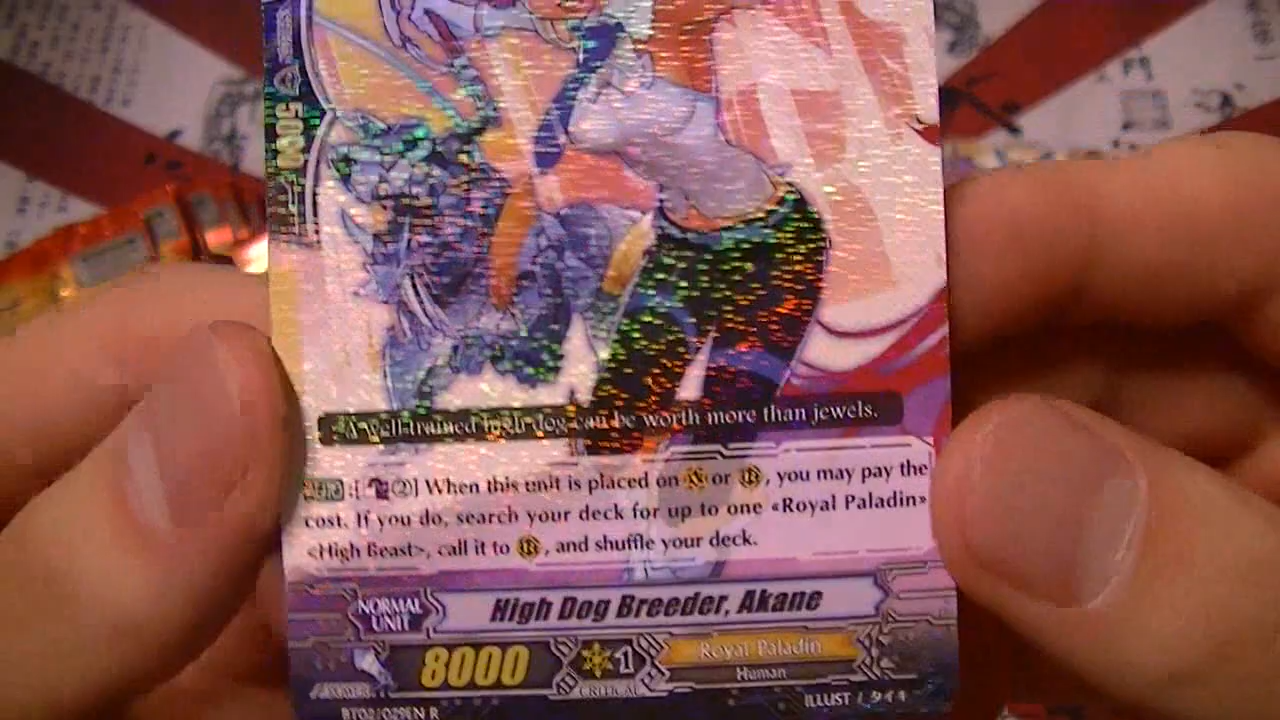 5000
A well-trained high dog can be worth more than jewels.
AUTO : [ (2)] When this unit is placed on V or R, you may pay the
cost. If you do, search your deck for up to one «Royal Paladin»
<High Beast>, call it to R, and shuffle your deck.
NORMAL
UNIT
High Dog Breeder, Akane
POWER
8000
1
CRITICAL
Royal Paladin
Human
BT02/029EN R
ILLUST /